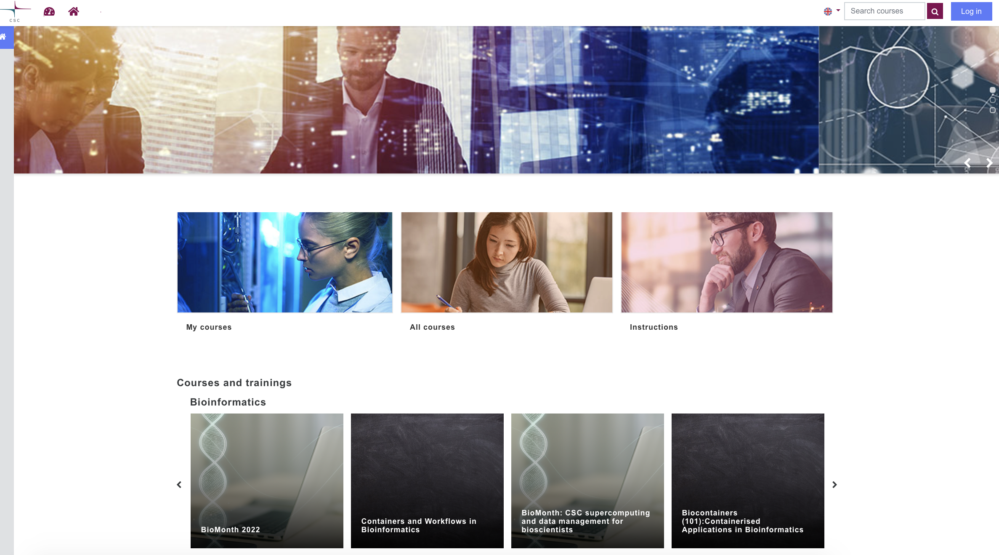 CSC
Search courses
Log in
My courses
All courses
Instructions
Courses and trainings
Bioinformatics
BioMonth 2022
Containers and Workflows in
Bioinformatics
BioMonth: CSC supercomputing
and data management for
bioscientists
Biocontainers
(101):Containerised
Applications in Bioinformatics